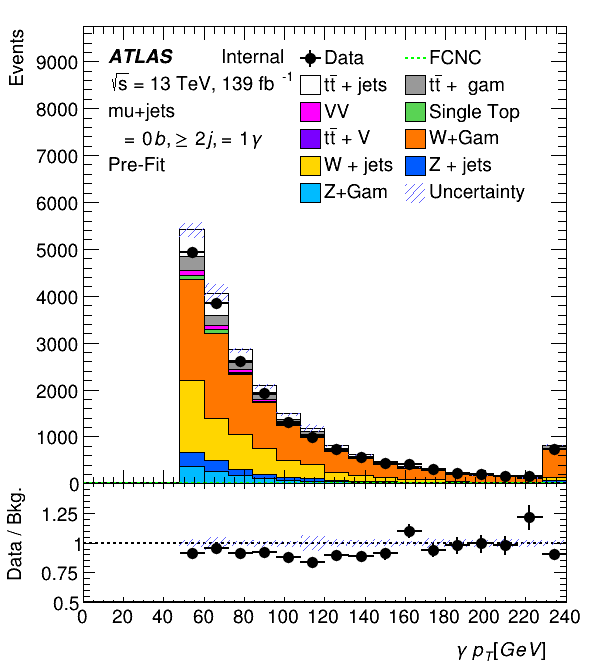 Events
9000
8000
7000
6000
5000
4000
3000
2000
1000
0
ATLAS Internal
√s = 13 TeV, 139 fb⁻¹
mu+jets
= 0b, ≥ 2j, = 1γ
Pre-Fit
Data
FCNC
tt̄ + jets
tt̄ + gam
VV
Single Top
tt̄ + V
W+Gam
W + jets
Z + jets
Z+Gam
Uncertainty
Data / Bkg.
1.25
1
0.75
0.5
0 20 40 60 80 100 120 140 160 180 200 220 240
γ p_T[GeV]